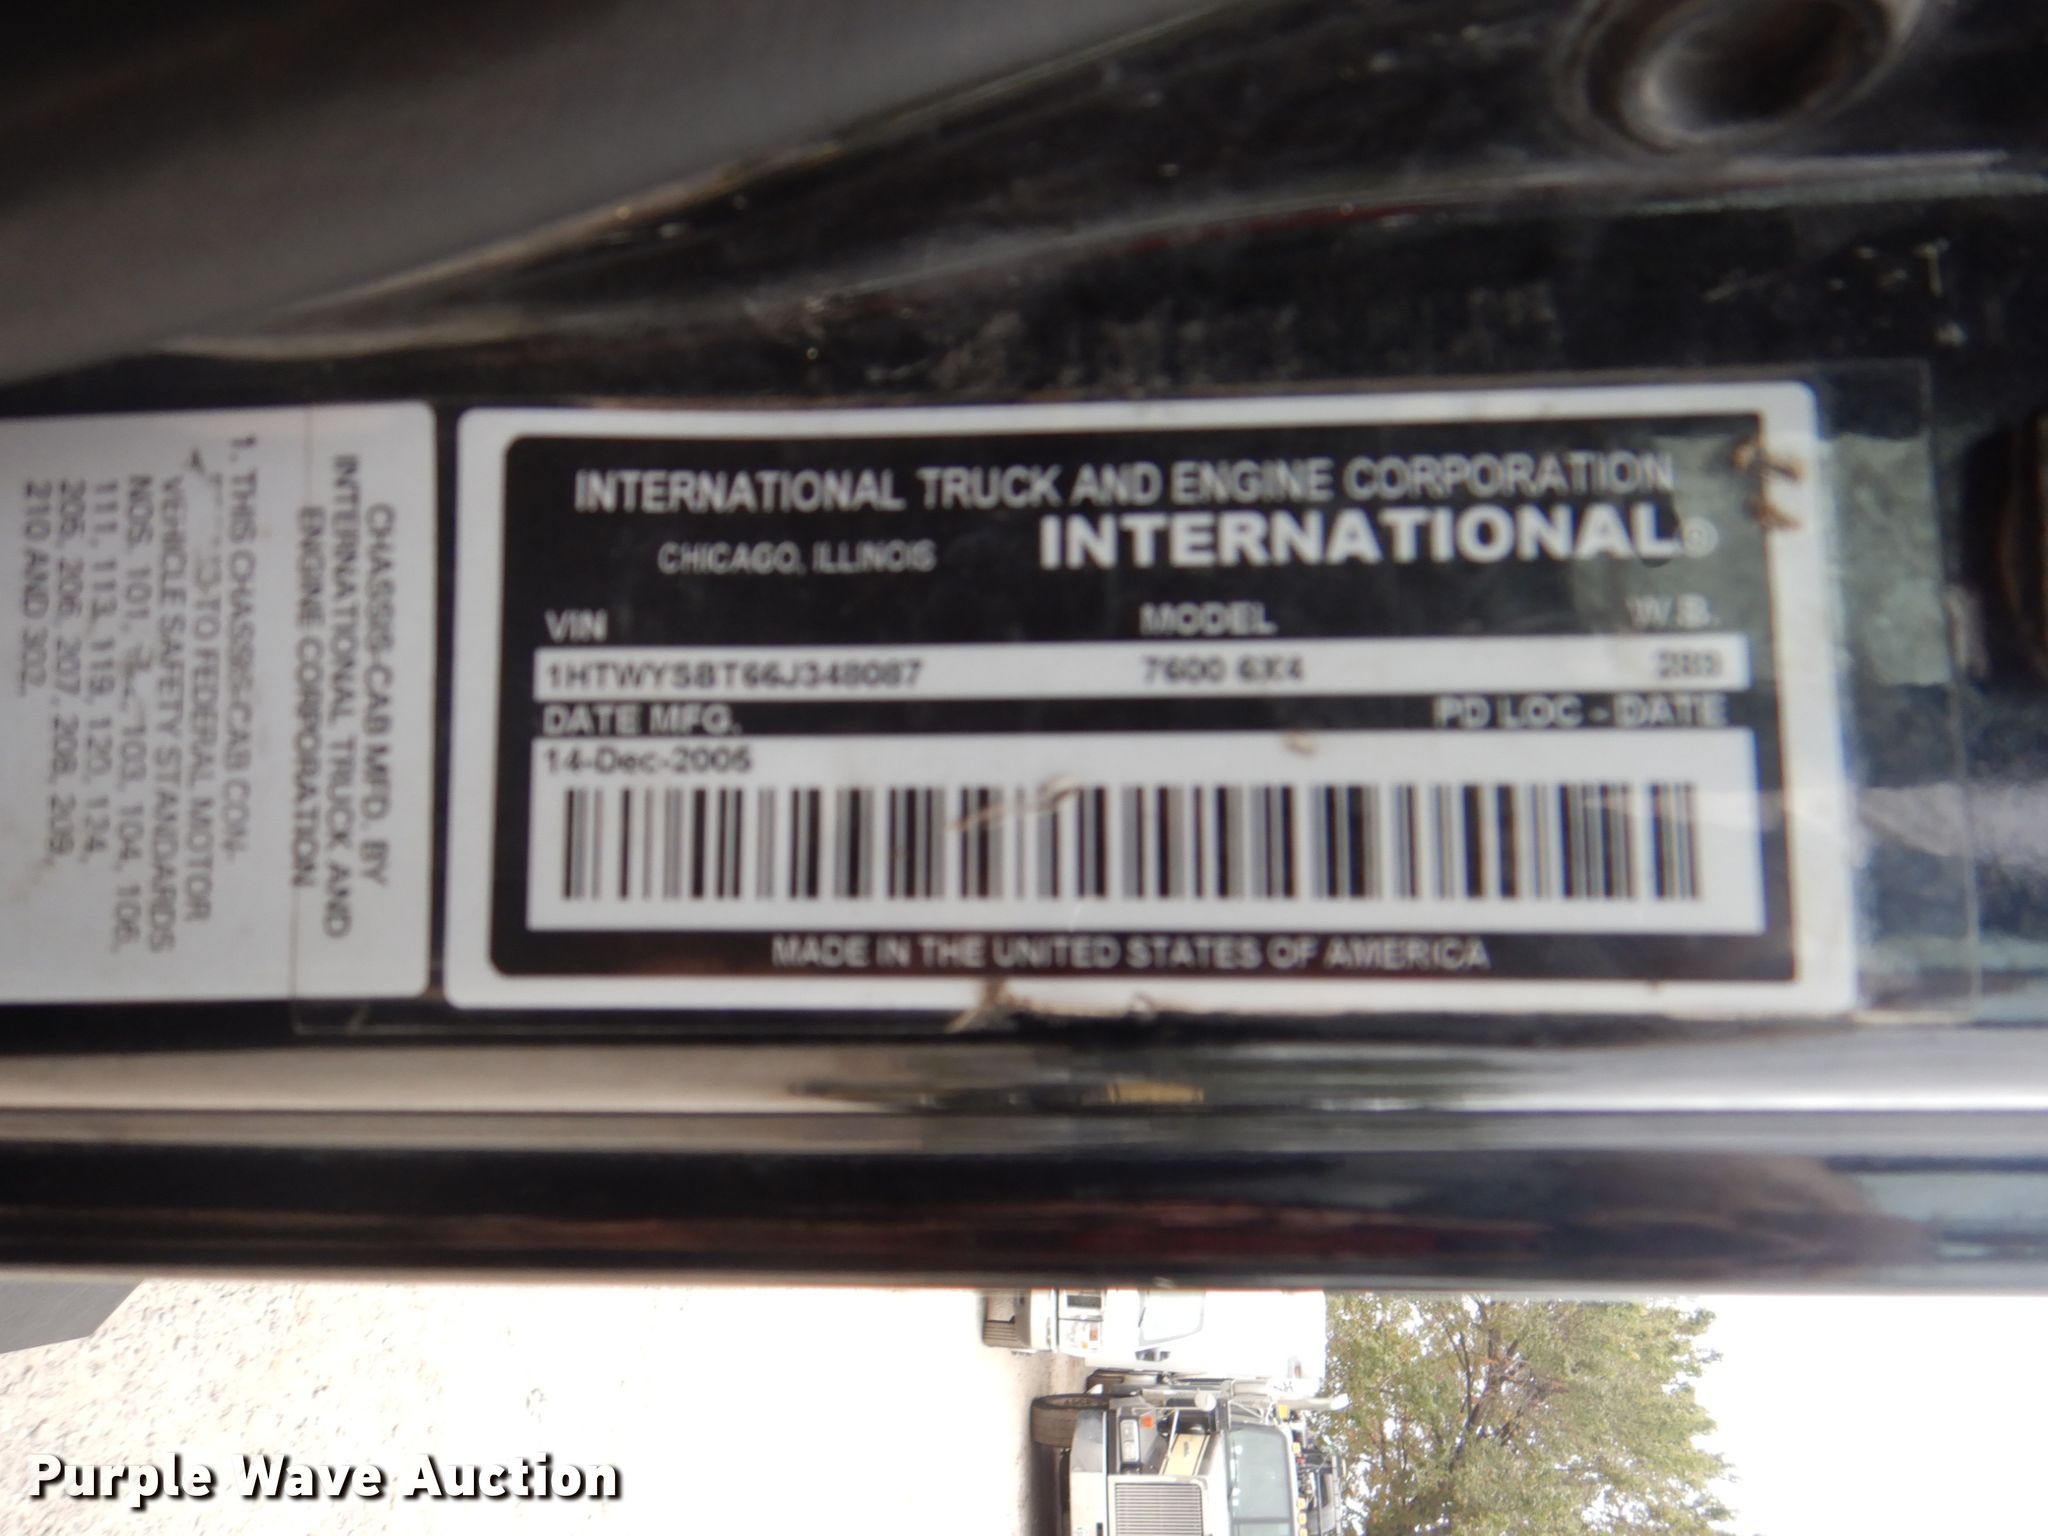 INTERNATIONAL TRUCK AND ENGINE CORPORATION
CHICAGO, ILLINOIS INTERNATIONAL®
VIN MODEL W.B.
1HTWYSBT66J348087 7600 6X4
DATE MFG. PD LOC - DATE
14-Dec-2005
MADE IN THE UNITED STATES OF AMERICA
CHASSIS-CAB MFD. BY
INTERNATIONAL TRUCK AND
ENGINE CORPORATION
1. THIS CHASSIS-CAB CON-
TO FEDERAL MOTOR
VEHICLE SAFETY STANDARDS
NOS. 101, 103, 104, 106,
111, 113, 119, 120, 124,
205, 206, 207, 208, 209,
210 AND 302.
Purple Wave Auction